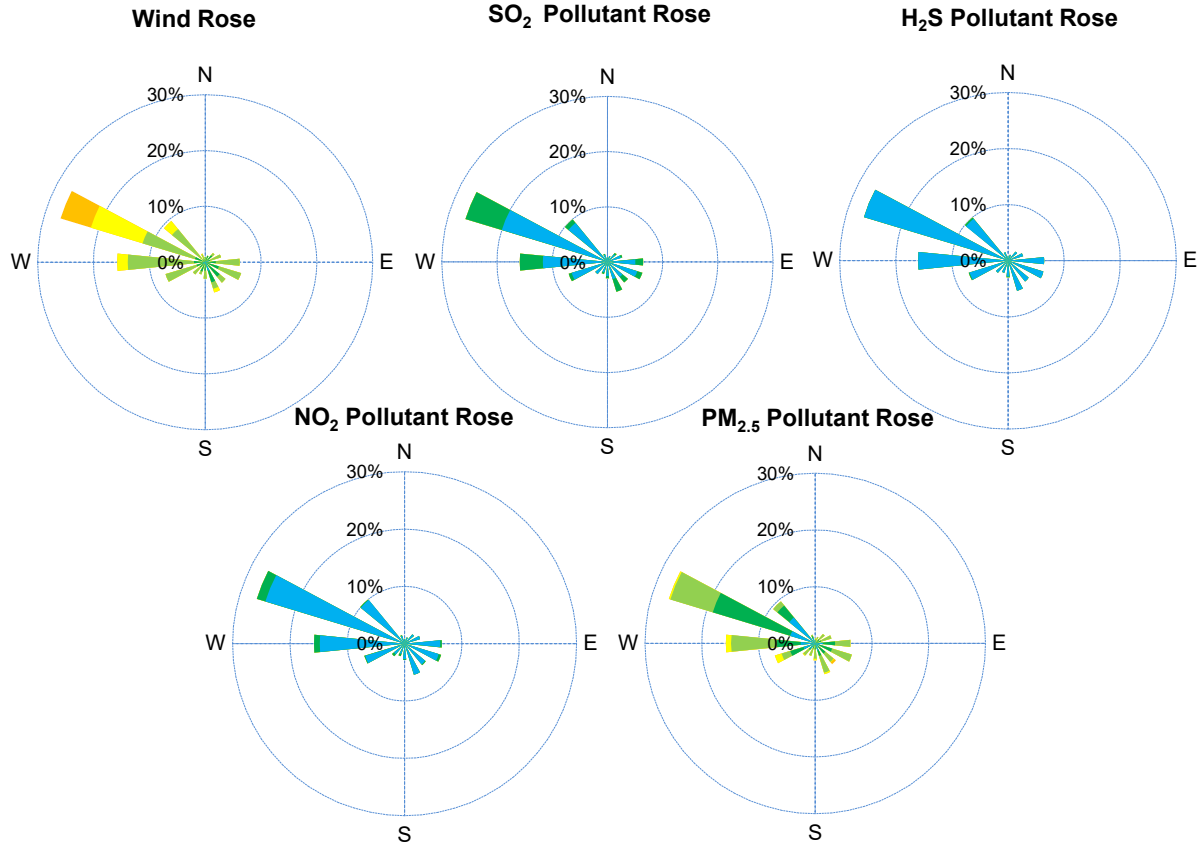 Wind Rose
N
30%
20%
10%
0%
W
E
S
SO₂ Pollutant Rose
N
30%
20%
10%
0%
W
E
S
H₂S Pollutant Rose
N
30%
20%
10%
0%
W
E
S
NO₂ Pollutant Rose
N
30%
20%
10%
0%
W
E
S
PM₂.₅ Pollutant Rose
N
30%
20%
10%
0%
W
E
S